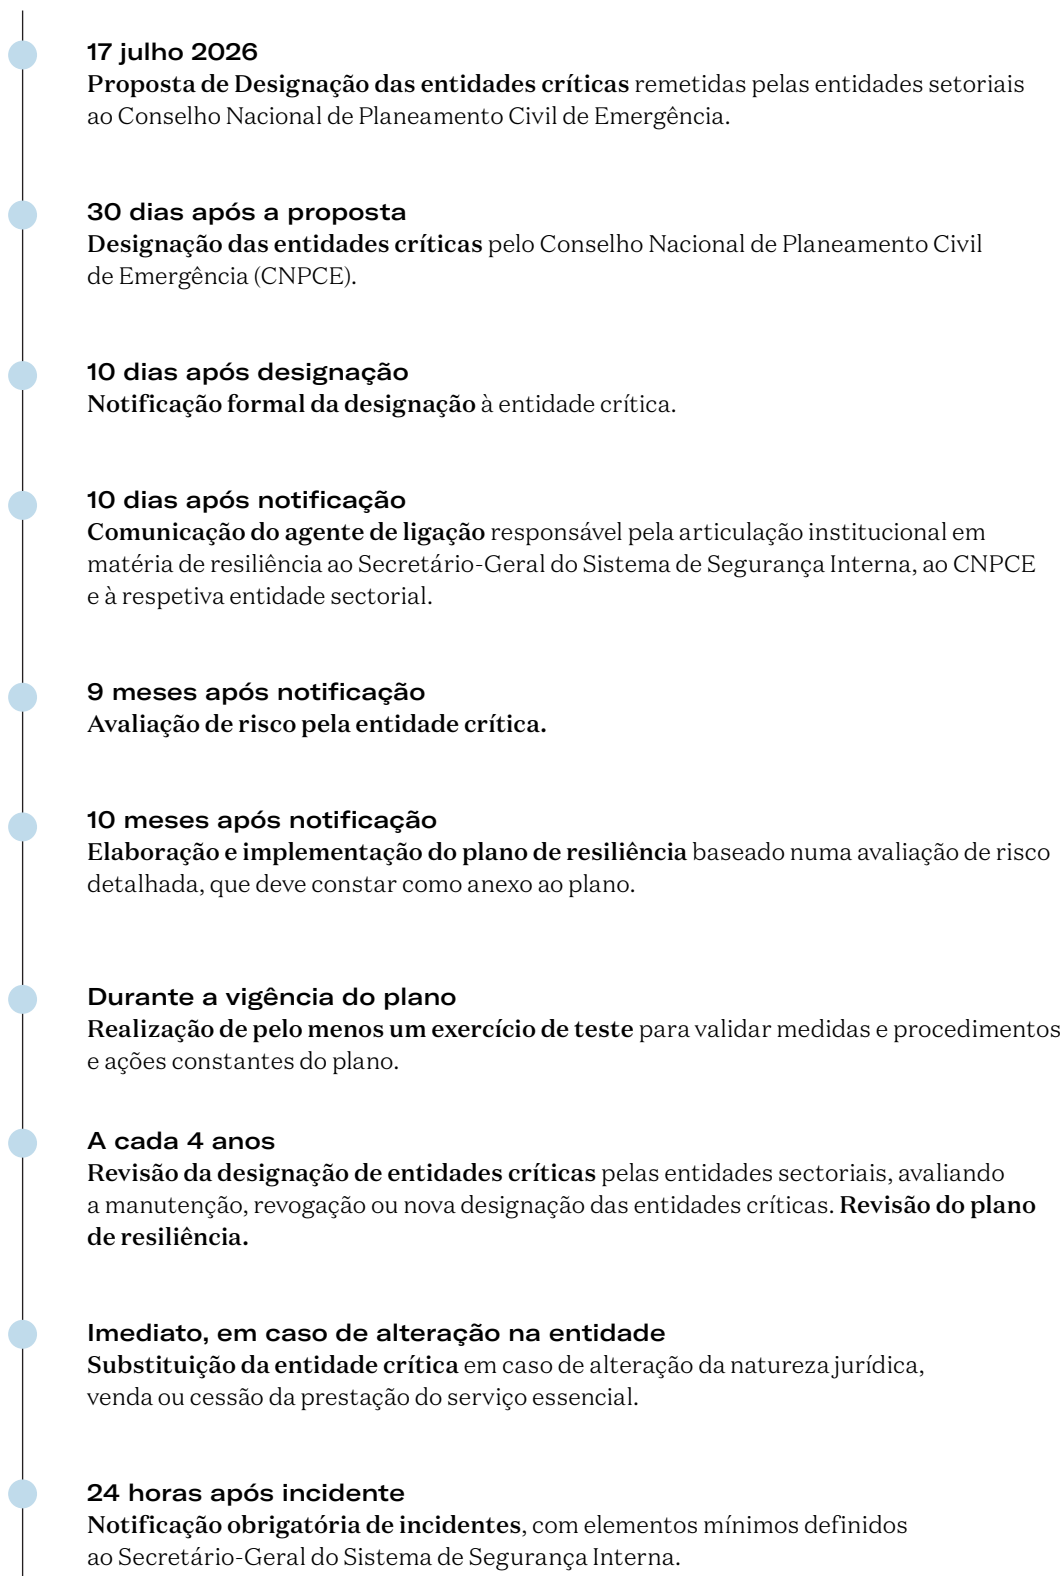 17 julho 2026
Proposta de Designação das entidades críticas remetidas pelas entidades setoriais
ao Conselho Nacional de Planeamento Civil de Emergência.
30 dias após a proposta
Designação das entidades críticas pelo Conselho Nacional de Planeamento Civil
de Emergência (CNPCE).
10 dias após designação
Notificação formal da designação à entidade crítica.
10 dias após notificação
Comunicação do agente de ligação responsável pela articulação institucional em
matéria de resiliência ao Secretário-Geral do Sistema de Segurança Interna, ao CNPCE
e à respetiva entidade sectorial.
9 meses após notificação
Avaliação de risco pela entidade crítica.
10 meses após notificação
Elaboração e implementação do plano de resiliência baseado numa avaliação de risco
detalhada, que deve constar como anexo ao plano.
Durante a vigência do plano
Realização de pelo menos um exercício de teste para validar medidas e procedimentos
e ações constantes do plano.
A cada 4 anos
Revisão da designação de entidades críticas pelas entidades sectoriais, avaliando
a manutenção, revogação ou nova designação das entidades críticas. Revisão do plano
de resiliência.
Imediato, em caso de alteração na entidade
Substituição da entidade crítica em caso de alteração da natureza jurídica,
venda ou cessão da prestação do serviço essencial.
24 horas após incidente
Notificação obrigatória de incidentes, com elementos mínimos definidos
ao Secretário-Geral do Sistema de Segurança Interna.